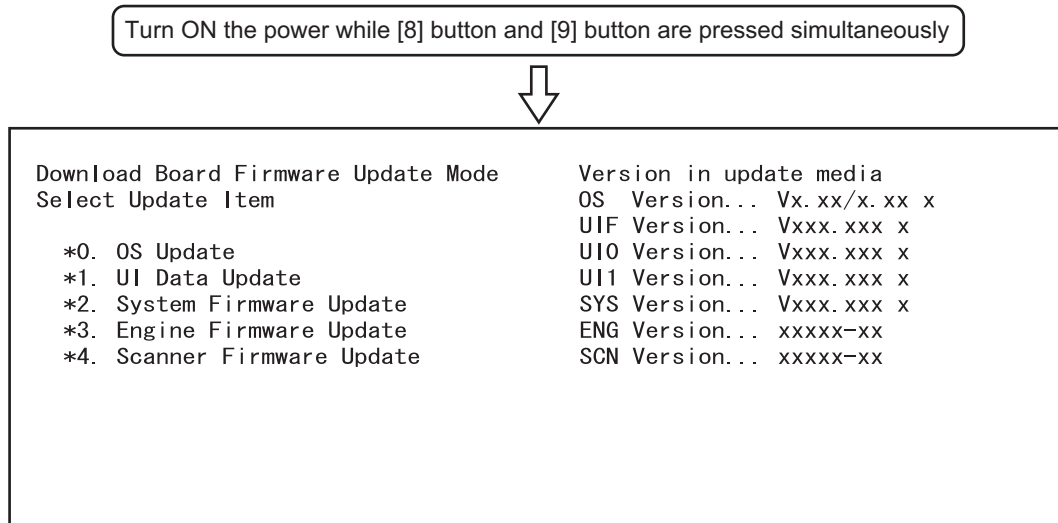 Turn ON the power while [8] button and [9] button are pressed simultaneously
Download Board Firmware Update Mode
Select Update Item
*0. OS Update
*1. UI Data Update
*2. System Firmware Update
*3. Engine Firmware Update
*4. Scanner Firmware Update
Version in update media
OS Version... Vx.xx/x.xx x
UIF Version... Vxxx.xxx x
UI0 Version... Vxxx.xxx x
UI1 Version... Vxxx.xxx x
SYS Version... Vxxx.xxx x
ENG Version... xxxxx-xx
SCN Version... xxxxx-xx